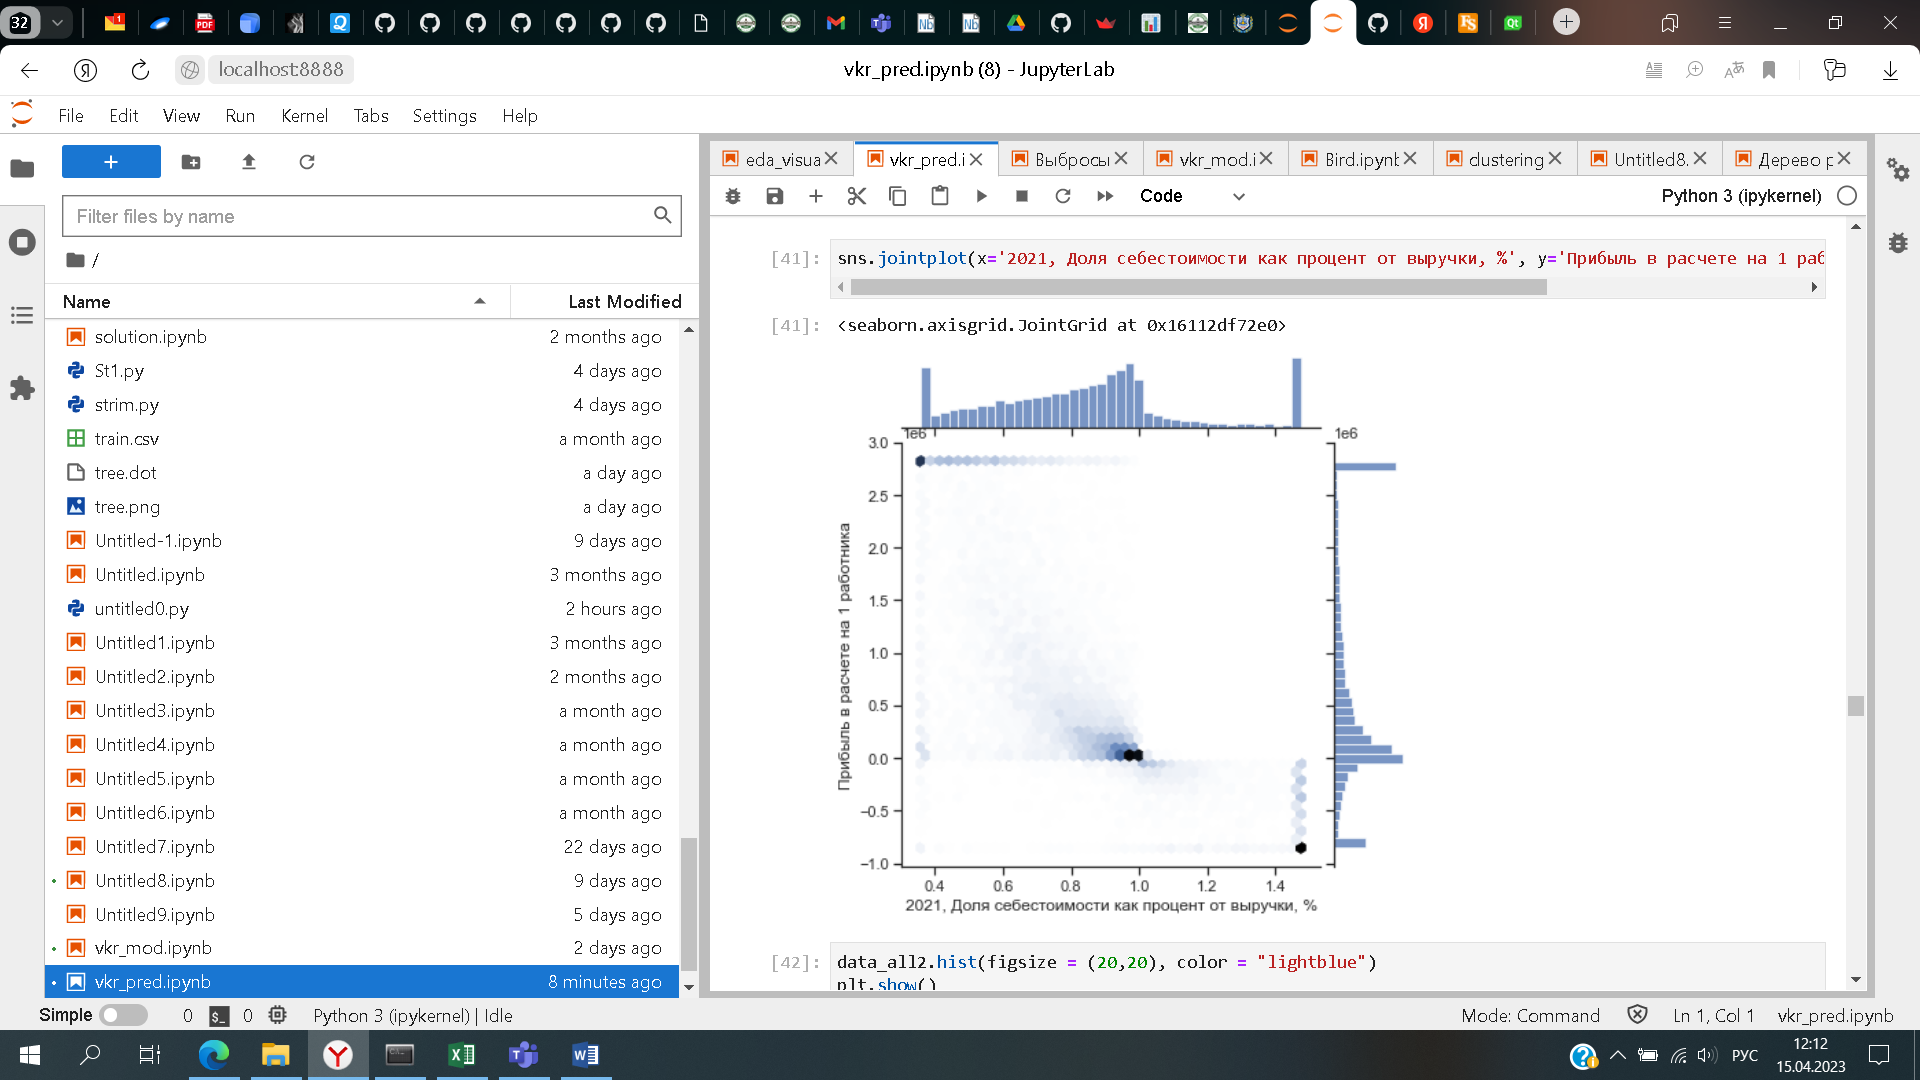 32
vkr_pred.ipynb (8) - JupyterLab
localhost:8888
File Edit View Run Kernel Tabs Settings Help
+
Filter files by name
/
Name Last Modified
solution.ipynb 2 months ago
St1.py 4 days ago
strim.py 4 days ago
train.csv a month ago
tree.dot a day ago
tree.png a day ago
Untitled-1.ipynb 9 days ago
Untitled.ipynb 3 months ago
untitled0.py 2 hours ago
Untitled1.ipynb 3 months ago
Untitled2.ipynb 2 months ago
Untitled3.ipynb a month ago
Untitled4.ipynb a month ago
Untitled5.ipynb a month ago
Untitled6.ipynb a month ago
Untitled7.ipynb 22 days ago
Untitled8.ipynb 9 days ago
Untitled9.ipynb 5 days ago
vkr_mod.ipynb 2 days ago
vkr_pred.ipynb 8 minutes ago
eda_visua vkr_pred.i Выбросы vkr_mod.i Bird.ipynb clustering Untitled8. Дерево р
Code Python 3 (ipykernel)
[41]: sns.jointplot(x='2021, Доля себестоимости как процент от выручки, %', y='Прибыль в расчете на 1 раб
[41]: <seaborn.axisgrid.JointGrid at 0x16112df72e0>
1e6 1e6
3.0
2.5
2.0
1.5
1.0
0.5
0.0
−0.5
−1.0
Прибыль в расчете на 1 работника
0.4 0.6 0.8 1.0 1.2 1.4
2021, Доля себестоимости как процент от выручки, %
[42]: data_all2.hist(figsize = (20,20), color = "lightblue")
plt.show()
Simple 0 0 Python 3 (ipykernel) | Idle Mode: Command Ln 1, Col 1 vkr_pred.ipynb
РУС
12:12
15.04.2023